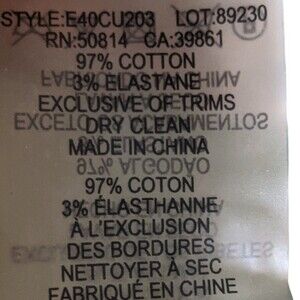 STYLE:E40CU203 LOT:89230
RN:50814 CA:39861
97% COTTON
3% ELASTANE
EXCLUSIVE OF TRIMS
DRY CLEAN
MADE IN CHINA
97% COTON
3% ÉLASTHANNE
À L'EXCLUSION
DES BORDURES
NETTOYER À SEC
FABRIQUÉ EN CHINE